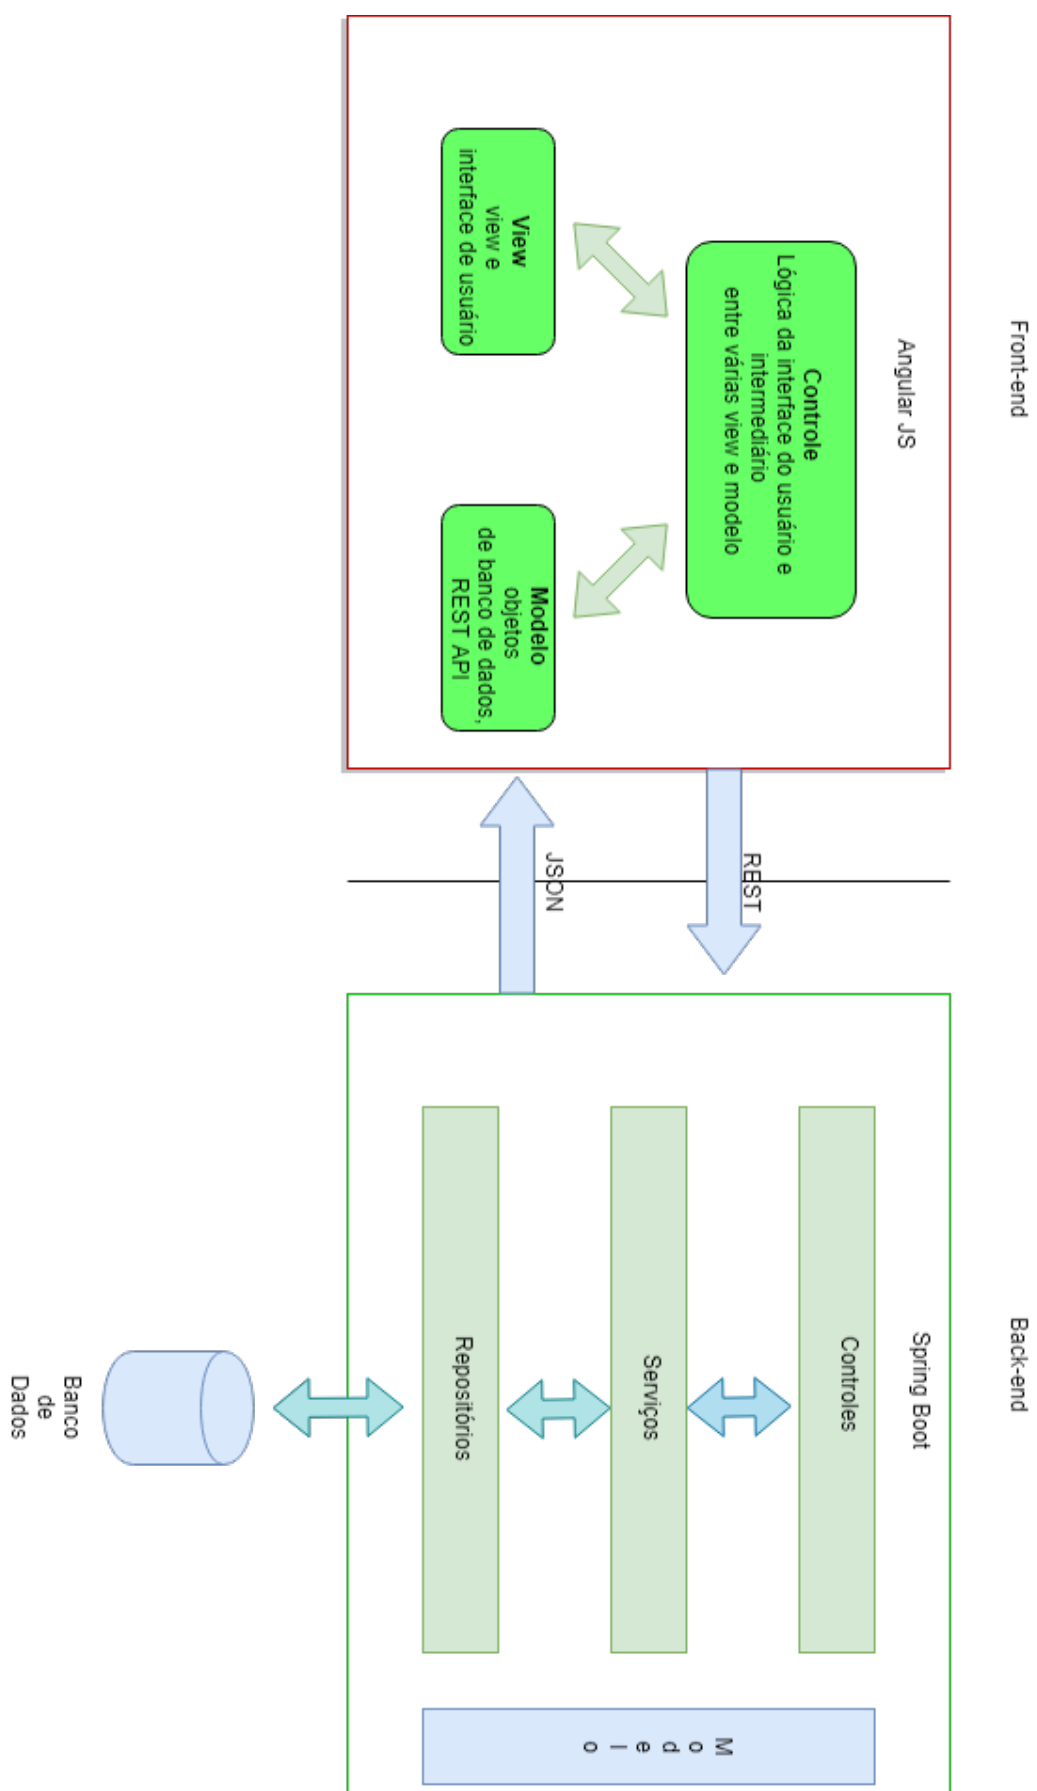 Front-end
Angular JS
Controle
Lógica da interface do usuário e
intermediário
entre várias view e modelo
View
view e
interface de usuário
Modelo
objetos
de banco de dados,
REST API
REST
JSON
Back-end
Spring Boot
Controles
Serviços
Repositórios
M
o
d
e
l
o
Banco
de
Dados